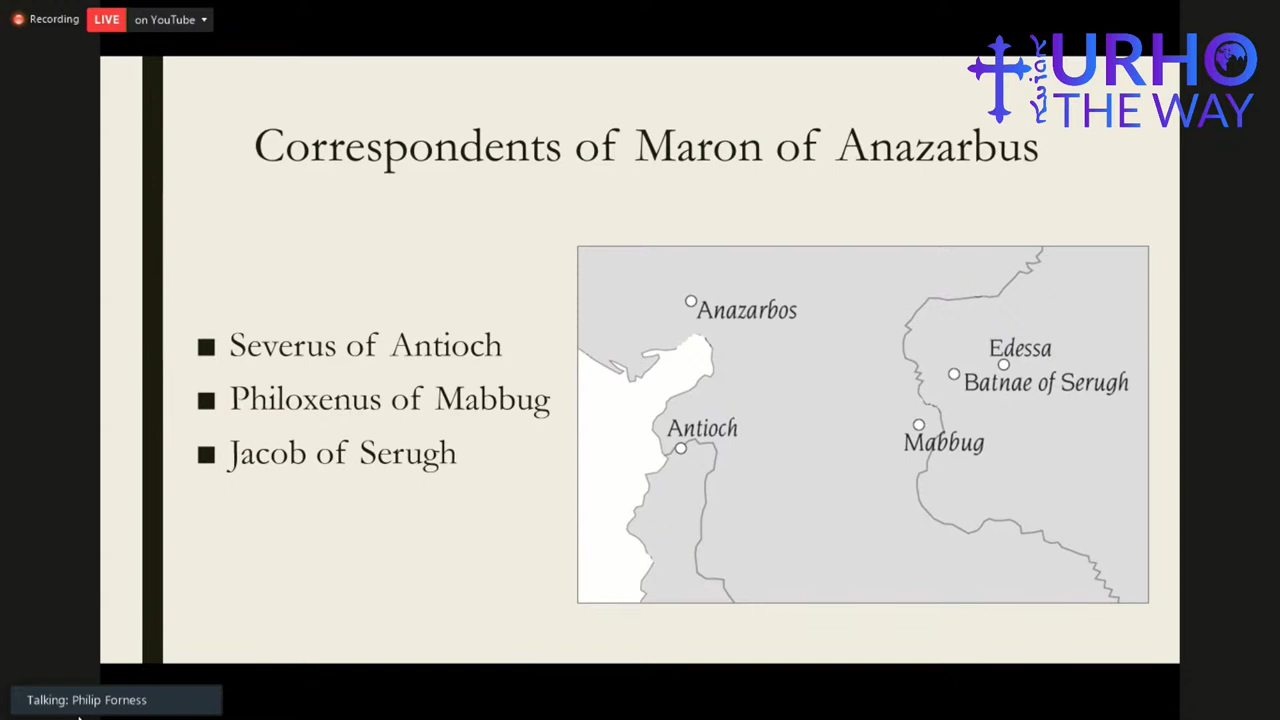 Recording
LIVE on YouTube
URHO
THE WAY
Correspondents of Maron of Anazarbus
■ Severus of Antioch
■ Philoxenus of Mabbug
■ Jacob of Serugh
Anazarbos
Edessa
Batnae of Serugh
Antioch
Mabbug
Talking: Philip Forness